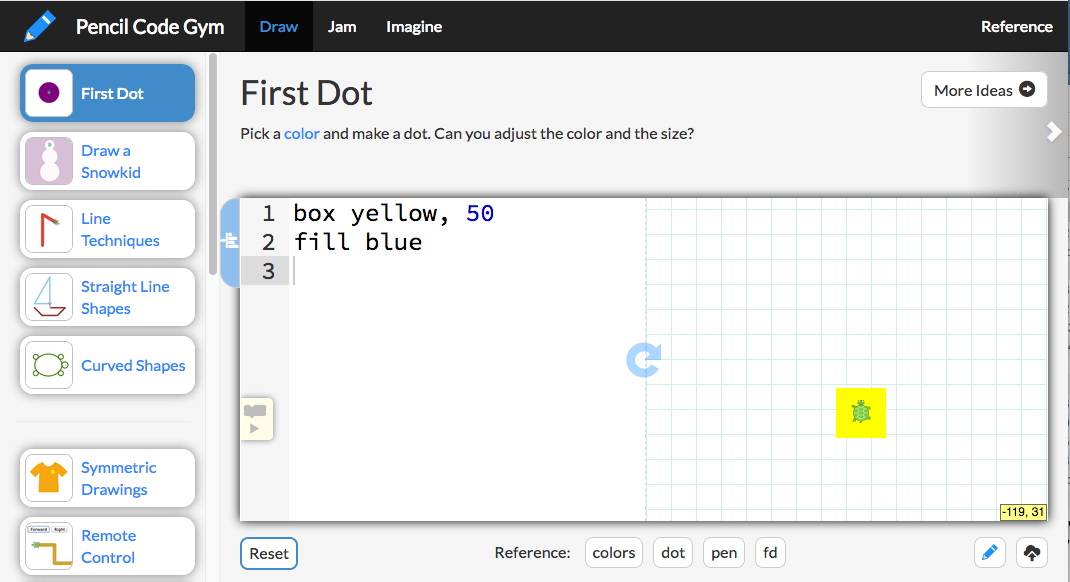 Pencil Code Gym
Draw
Jam
Imagine
Reference
First Dot
Draw a
Snowkid
Line
Techniques
Straight Line
Shapes
Curved Shapes
Symmetric
Drawings
Forward Right
Remote
Control
First Dot
More Ideas
Pick a color and make a dot. Can you adjust the color and the size?
1 box yellow, 50
2 fill blue
3
-119, 31
Reset
Reference: colors dot pen fd